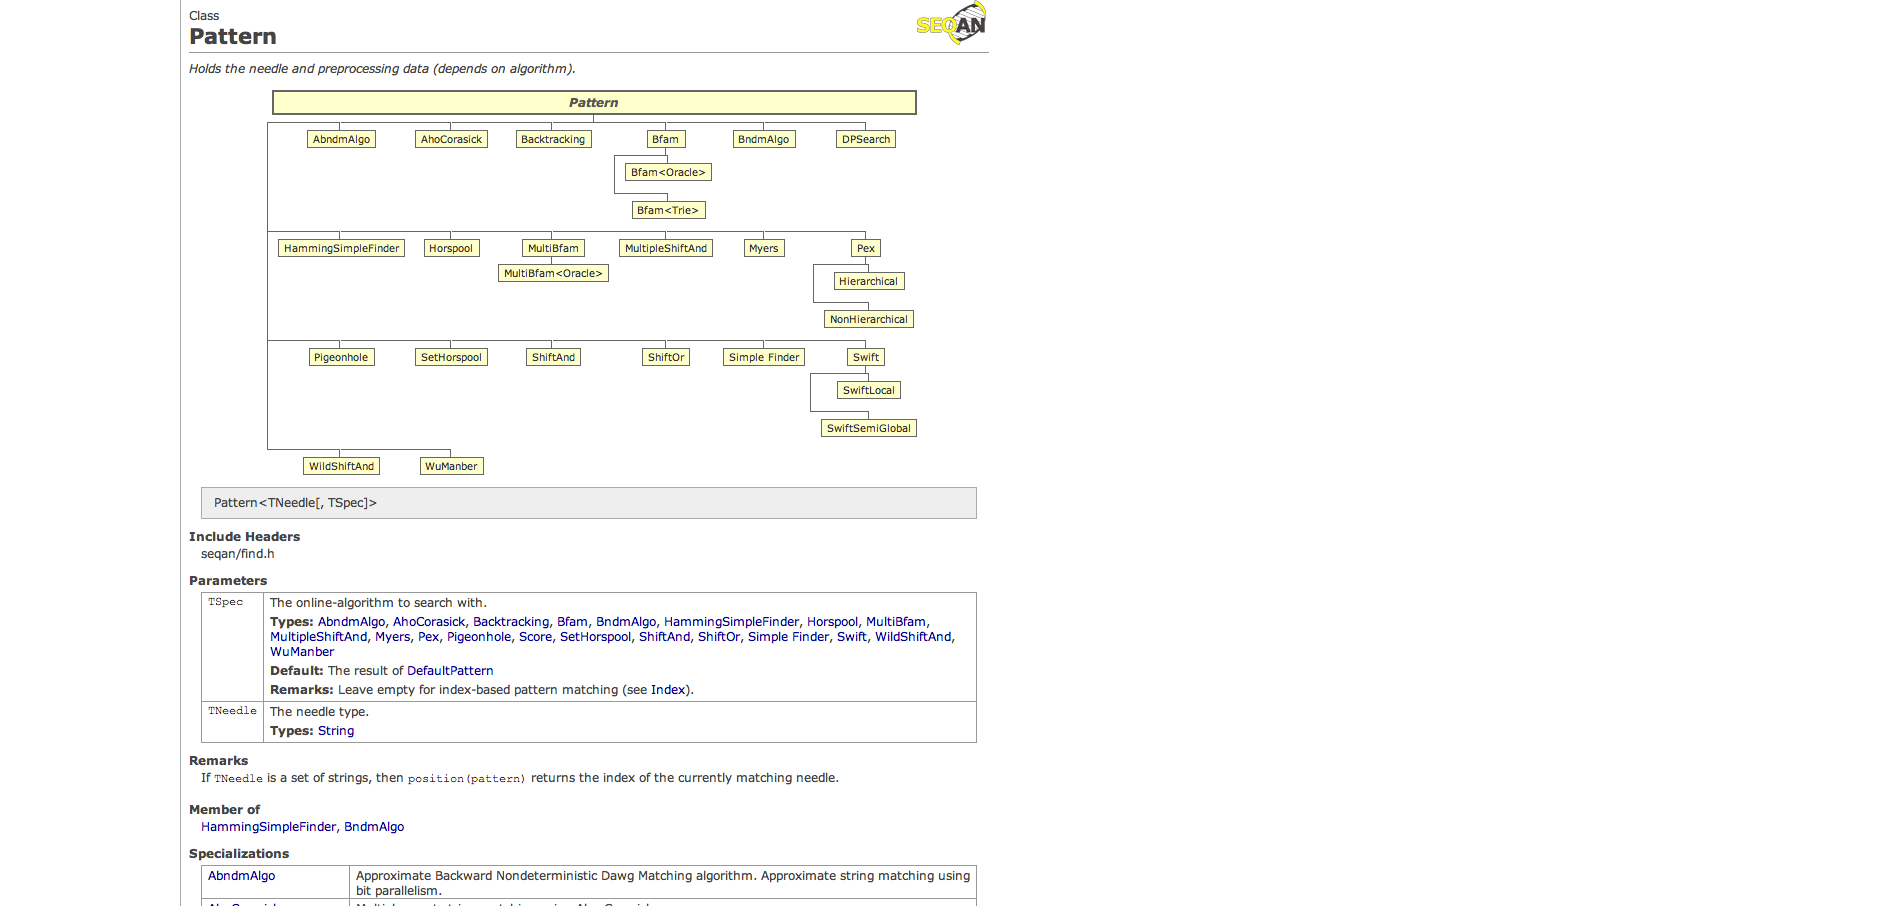 Class
Pattern
SEQAN
Holds the needle and preprocessing data (depends on algorithm).
Pattern
AbndmAlgo AhoCorasick Backtracking Bfam BndmAlgo DPSearch
Bfam<Oracle>
Bfam<Trie>
HammingSimpleFinder Horspool MultiBfam MultipleShiftAnd Myers Pex
MultiBfam<Oracle>
Hierarchical
NonHierarchical
Pigeonhole SetHorspool ShiftAnd ShiftOr Simple Finder Swift
SwiftLocal
SwiftSemiGlobal
WildShiftAnd WuManber
Pattern<TNeedle[, TSpec]>
Include Headers
seqan/find.h
Parameters
TSpec The online-algorithm to search with.
Types: AbndmAlgo, AhoCorasick, Backtracking, Bfam, BndmAlgo, HammingSimpleFinder, Horspool, MultiBfam,
MultipleShiftAnd, Myers, Pex, Pigeonhole, Score, SetHorspool, ShiftAnd, ShiftOr, Simple Finder, Swift, WildShiftAnd,
WuManber
Default: The result of DefaultPattern
Remarks: Leave empty for index-based pattern matching (see Index).
TNeedle The needle type.
Types: String
Remarks
If TNeedle is a set of strings, then position(pattern) returns the index of the currently matching needle.
Member of
HammingSimpleFinder, BndmAlgo
Specializations
AbndmAlgo Approximate Backward Nondeterministic Dawg Matching algorithm. Approximate string matching using
bit parallelism.